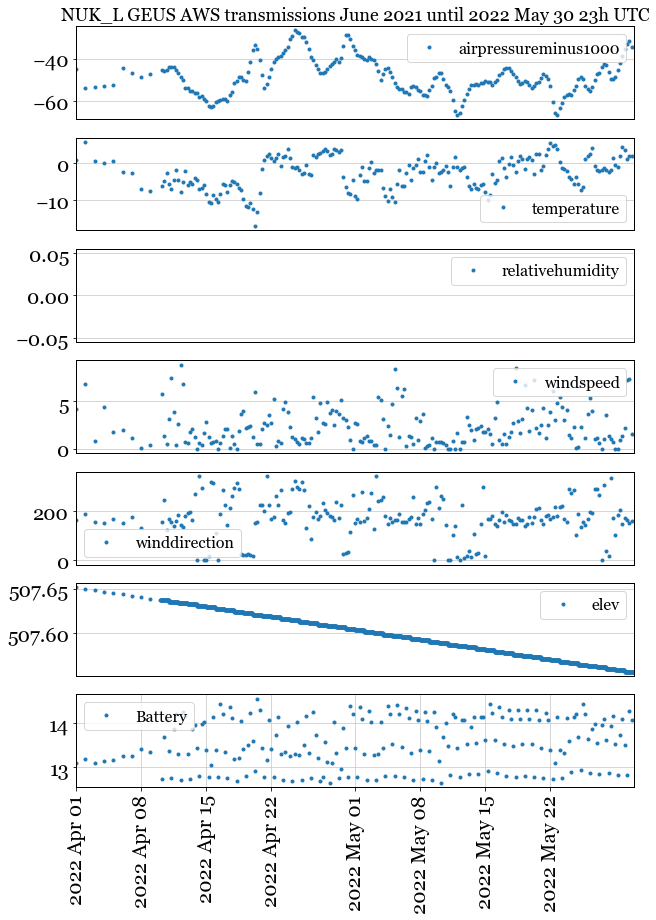 NUK_L GEUS AWS transmissions June 2021 until 2022 May 30 23h UTC
−40
−60
airpressureminus1000
0
−10
temperature
0.05
0.00
−0.05
relativehumidity
5
0
windspeed
200
0
winddirection
507.65
507.60
elev
14
13
Battery
2022 Apr 01
2022 Apr 08
2022 Apr 15
2022 Apr 22
2022 May 01
2022 May 08
2022 May 15
2022 May 22